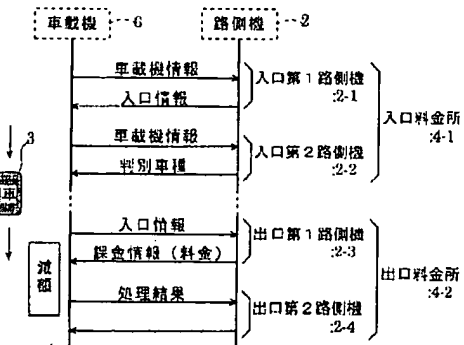 車載機 6
路側機 2
車載機情報
入口情報
入口第1路側機
:2-1
車載機情報
判別車種
入口第2路側機
:2-2
入口料金所
:4-1
3
車
入口情報
課金情報（料金）
出口第1路側機
:2-3
減額
処理結果
出口第2路側機
:2-4
出口料金所
:4-2